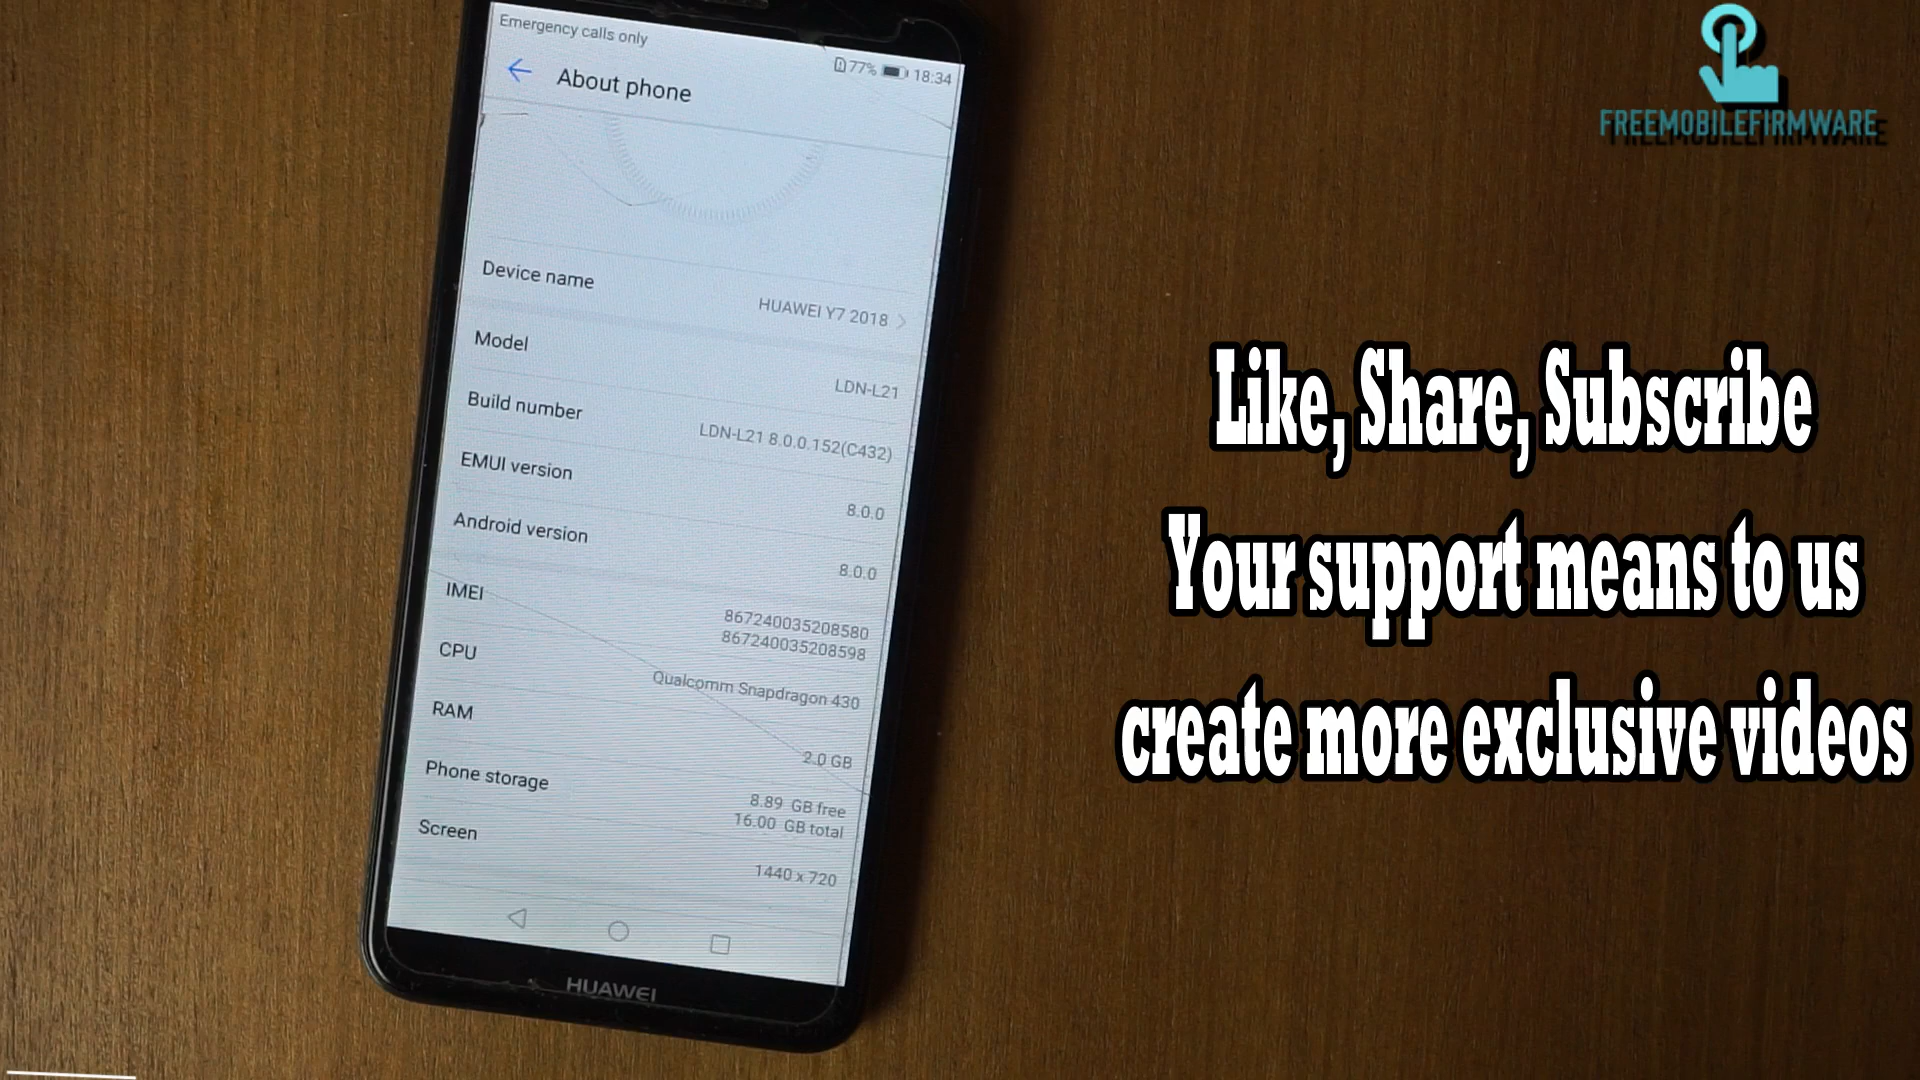 Emergency calls only
77% 18:34
About phone
Device name
HUAWEI Y7 2018
Model
LDN-L21
Build number
LDN-L21 8.0.0.152(C432)
EMUI version
8.0.0
Android version
8.0.0
IMEI
867240035208580
867240035208598
CPU
Qualcomm Snapdragon 430
RAM
2.0 GB
Phone storage
8.89 GB free
16.00 GB total
Screen
1440 x 720
HUAWEI
FREEMOBILEFIRMWARE
Like, Share, Subscribe
Your support means to us
create more exclusive videos